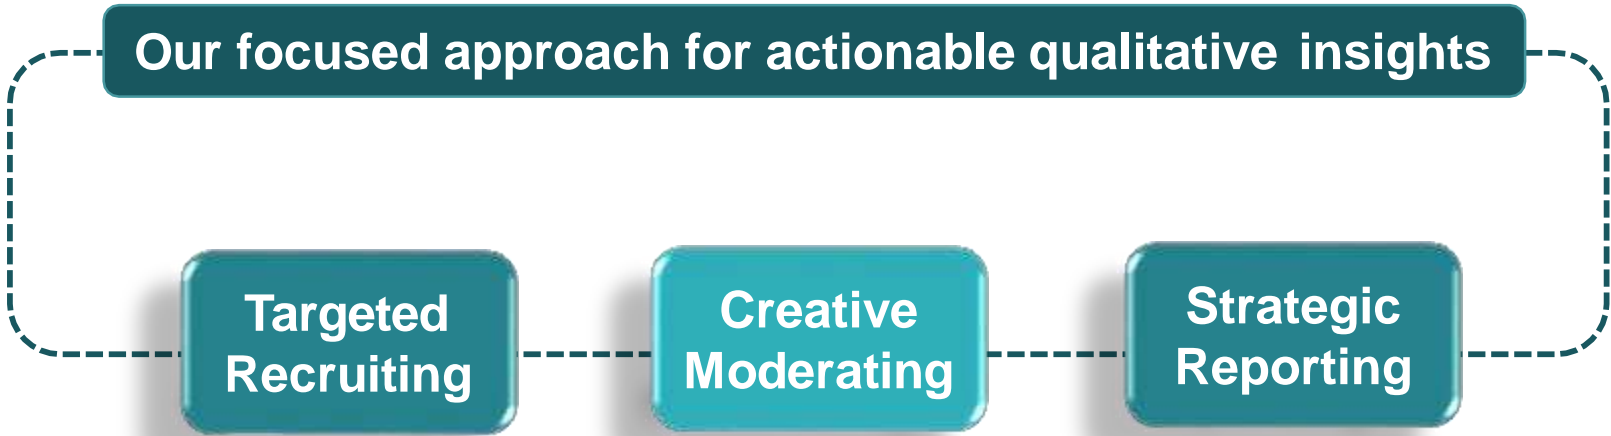 Our focused approach for actionable qualitative insights
Targeted
Recruiting
Creative
Moderating
Strategic
Reporting